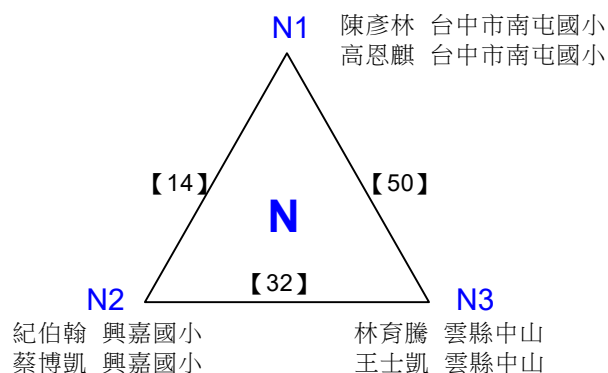 N1 陳彥林 台中市南屯國小
高恩麒 台中市南屯國小
【14】 【50】
N
【32】
N2 N3
紀伯翰 興嘉國小 林育騰 雲縣中山
蔡博凱 興嘉國小 王士凱 雲縣中山